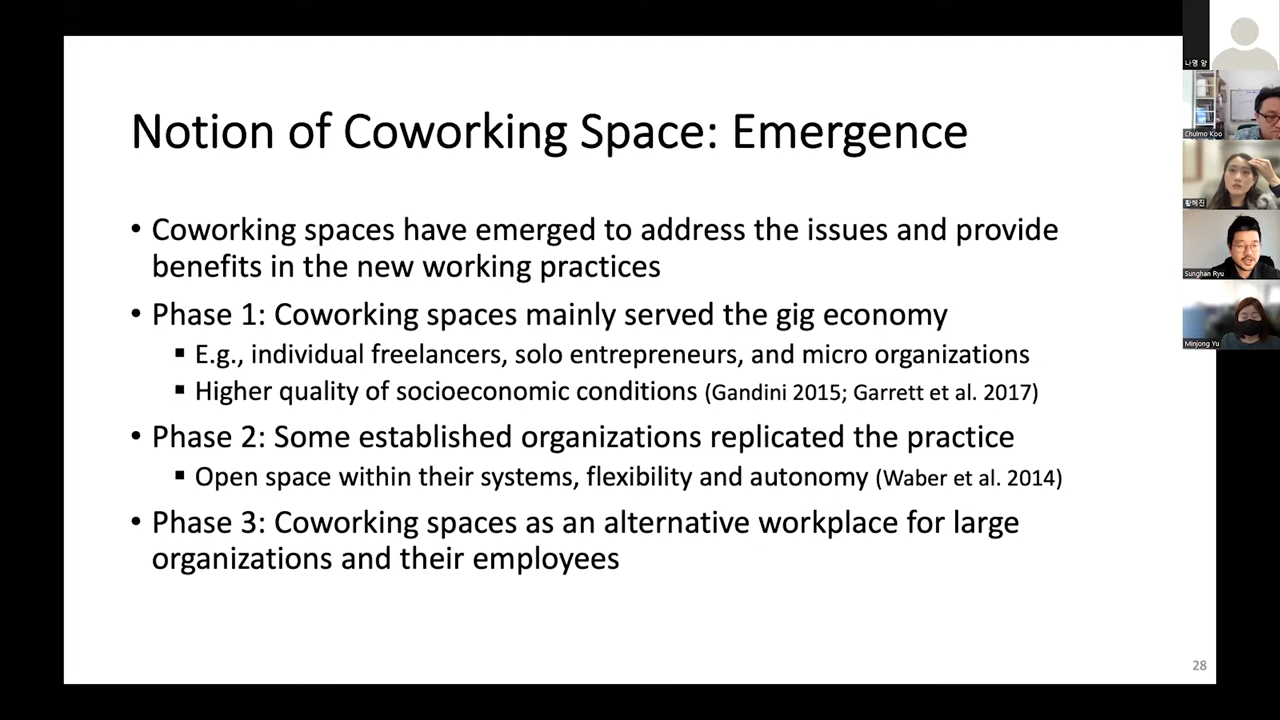 Notion of Coworking Space: Emergence
• Coworking spaces have emerged to address the issues and provide
benefits in the new working practices
• Phase 1: Coworking spaces mainly served the gig economy
▪ E.g., individual freelancers, solo entrepreneurs, and micro organizations
▪ Higher quality of socioeconomic conditions (Gandini 2015; Garrett et al. 2017)
• Phase 2: Some established organizations replicated the practice
▪ Open space within their systems, flexibility and autonomy (Waber et al. 2014)
• Phase 3: Coworking spaces as an alternative workplace for large
organizations and their employees
28
나영 양
Chulmo Koo
황해진
Sunghan Ryu
Minjong Yu